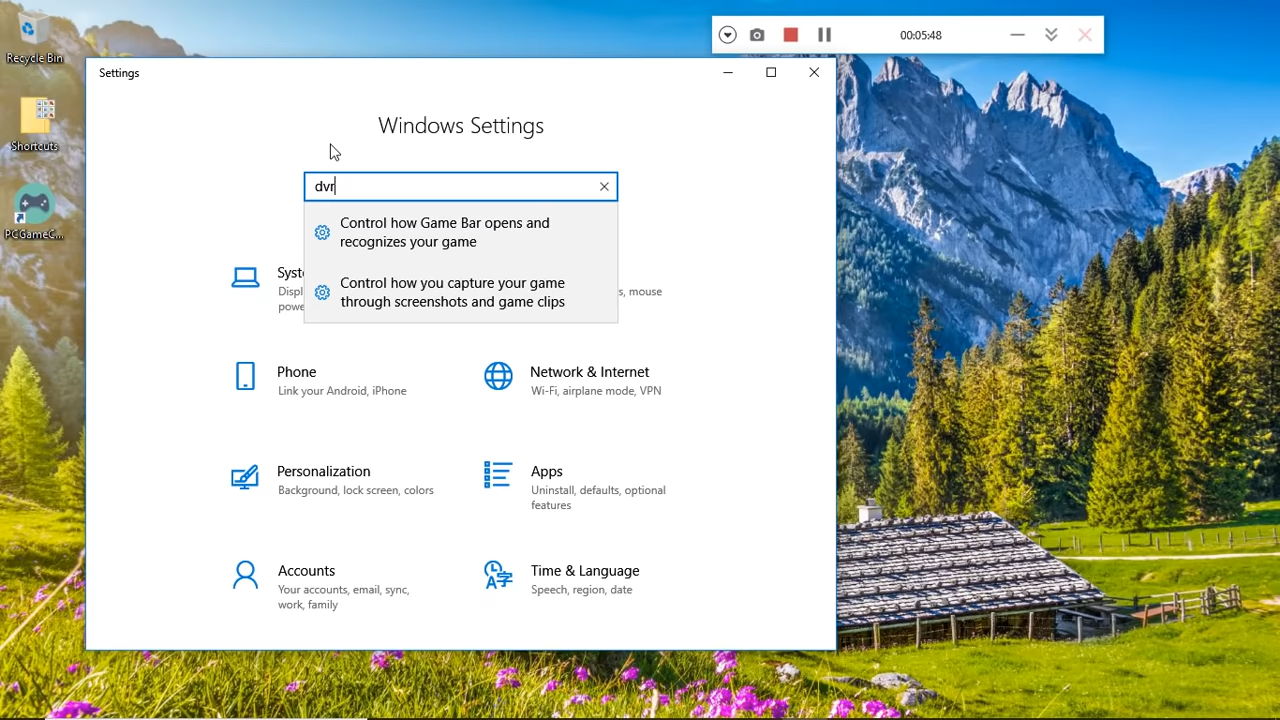 Recycle Bin
Shortcuts
PCGameC...
00:05:48
Settings
Windows Settings
dvr
Control how Game Bar opens and
recognizes your game
Control how you capture your game
through screenshots and game clips
Syste
Displ
powe
s, mouse
Phone
Link your Android, iPhone
Network & Internet
Wi-Fi, airplane mode, VPN
Personalization
Background, lock screen, colors
Apps
Uninstall, defaults, optional
features
Accounts
Your accounts, email, sync,
work, family
Time & Language
Speech, region, date